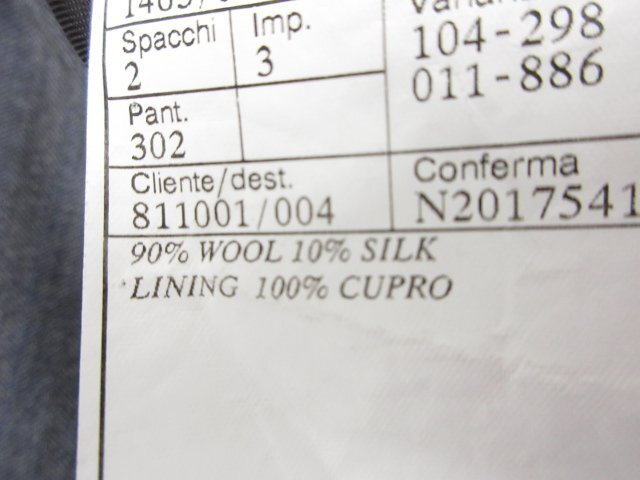 Spacchi Imp.
2 3
104-298
011-886
Pant.
302
Cliente/dest. Conferma
811001/004 N2017541
90% WOOL 10% SILK
LINING 100% CUPRO